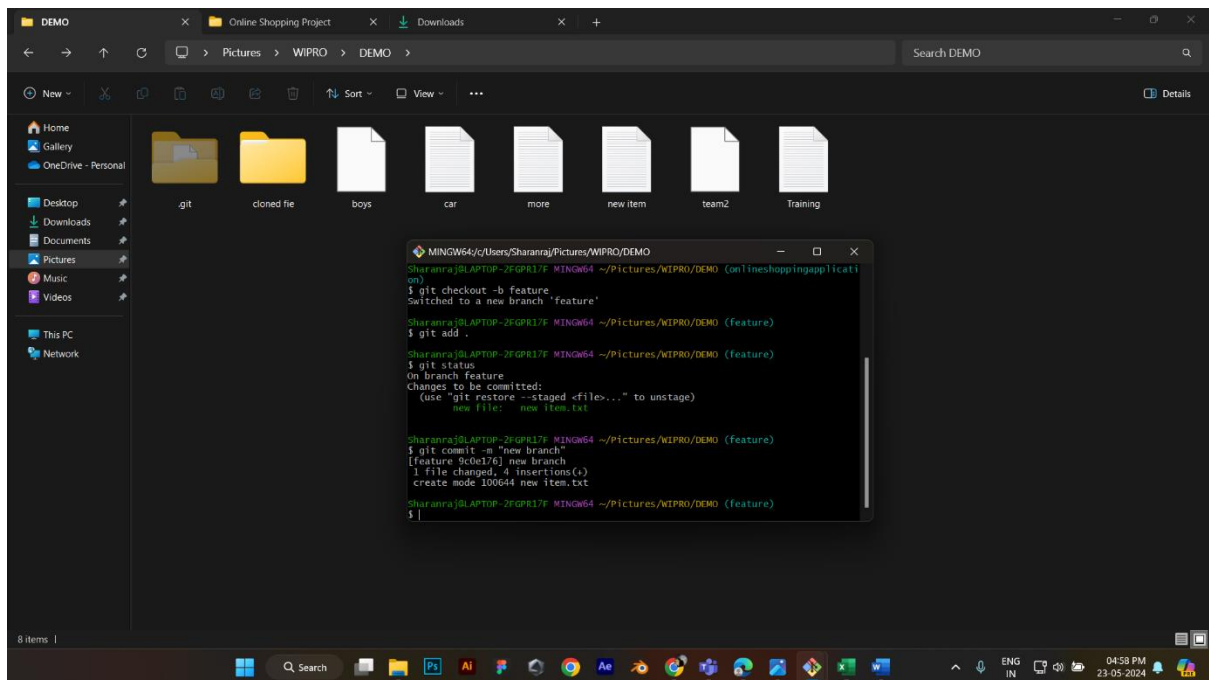 DEMO
Online Shopping Project
Downloads
Pictures > WIPRO > DEMO >
Search DEMO
New
Sort
View
Details
Home
Gallery
OneDrive - Personal
Desktop
Downloads
Documents
Pictures
Music
Videos
This PC
Network
.git
cloned fie
boys
car
more
new item
team2
Training
MINGW64:/c/Users/Sharanraj/Pictures/WIPRO/DEMO
Sharanraj@LAPTOP-2FGPR17F MINGW64 ~/Pictures/WIPRO/DEMO (onlineshoppingapplicati
on)
$ git checkout -b feature
Switched to a new branch 'feature'
Sharanraj@LAPTOP-2FGPR17F MINGW64 ~/Pictures/WIPRO/DEMO (feature)
$ git add .
Sharanraj@LAPTOP-2FGPR17F MINGW64 ~/Pictures/WIPRO/DEMO (feature)
$ git status
On branch feature
Changes to be committed:
(use "git restore --staged <file>..." to unstage)
new file:   new item.txt
Sharanraj@LAPTOP-2FGPR17F MINGW64 ~/Pictures/WIPRO/DEMO (feature)
$ git commit -m "new branch"
[feature 9c0e176] new branch
1 file changed, 4 insertions(+)
create mode 100644 new item.txt
Sharanraj@LAPTOP-2FGPR17F MINGW64 ~/Pictures/WIPRO/DEMO (feature)
$
8 items
Search
Ps
Ai
Ae
ENG
IN
04:58 PM
23-05-2024